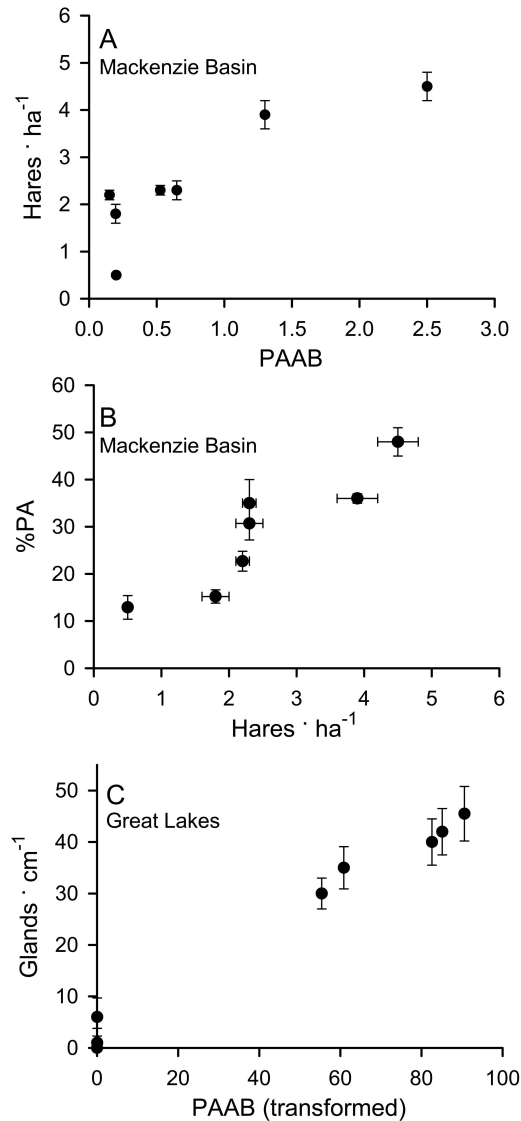 6
A
Mackenzie Basin
5
4
3
2
1
0
Hares · ha⁻¹
0.0 0.5 1.0 1.5 2.0 2.5 3.0
PAAB
60
B
Mackenzie Basin
50
40
30
20
10
0
%PA
0 1 2 3 4 5 6
Hares · ha⁻¹
C
Great Lakes
50
40
30
20
10
0
Glands · cm⁻¹
0 20 40 60 80 100
PAAB (transformed)